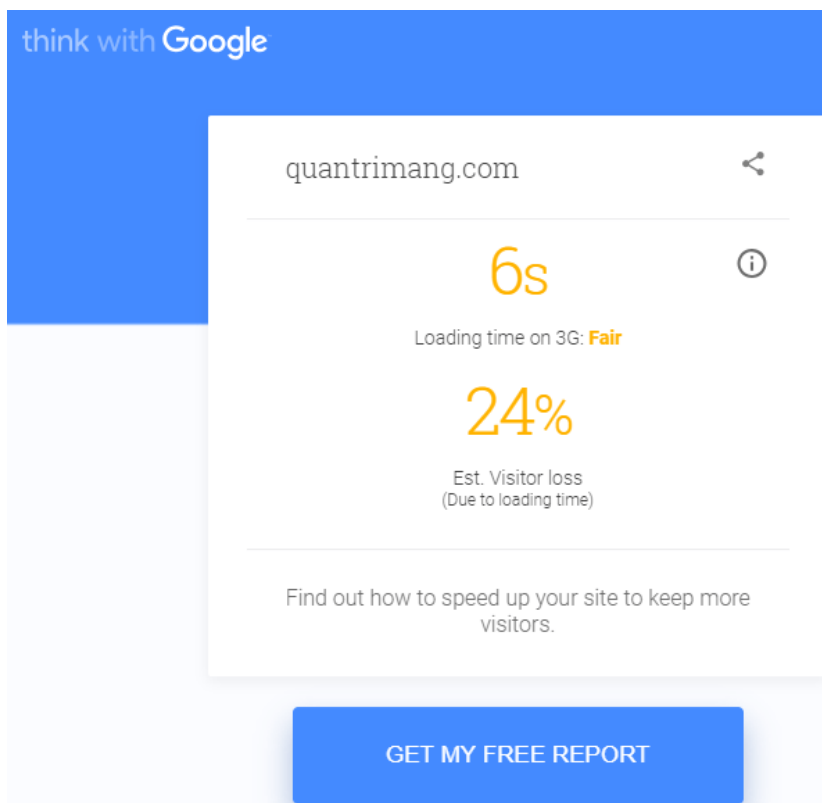 think with Google
quantrimang.com
6s
Loading time on 3G: Fair
24%
Est. Visitor loss
(Due to loading time)
Find out how to speed up your site to keep more
visitors.
GET MY FREE REPORT